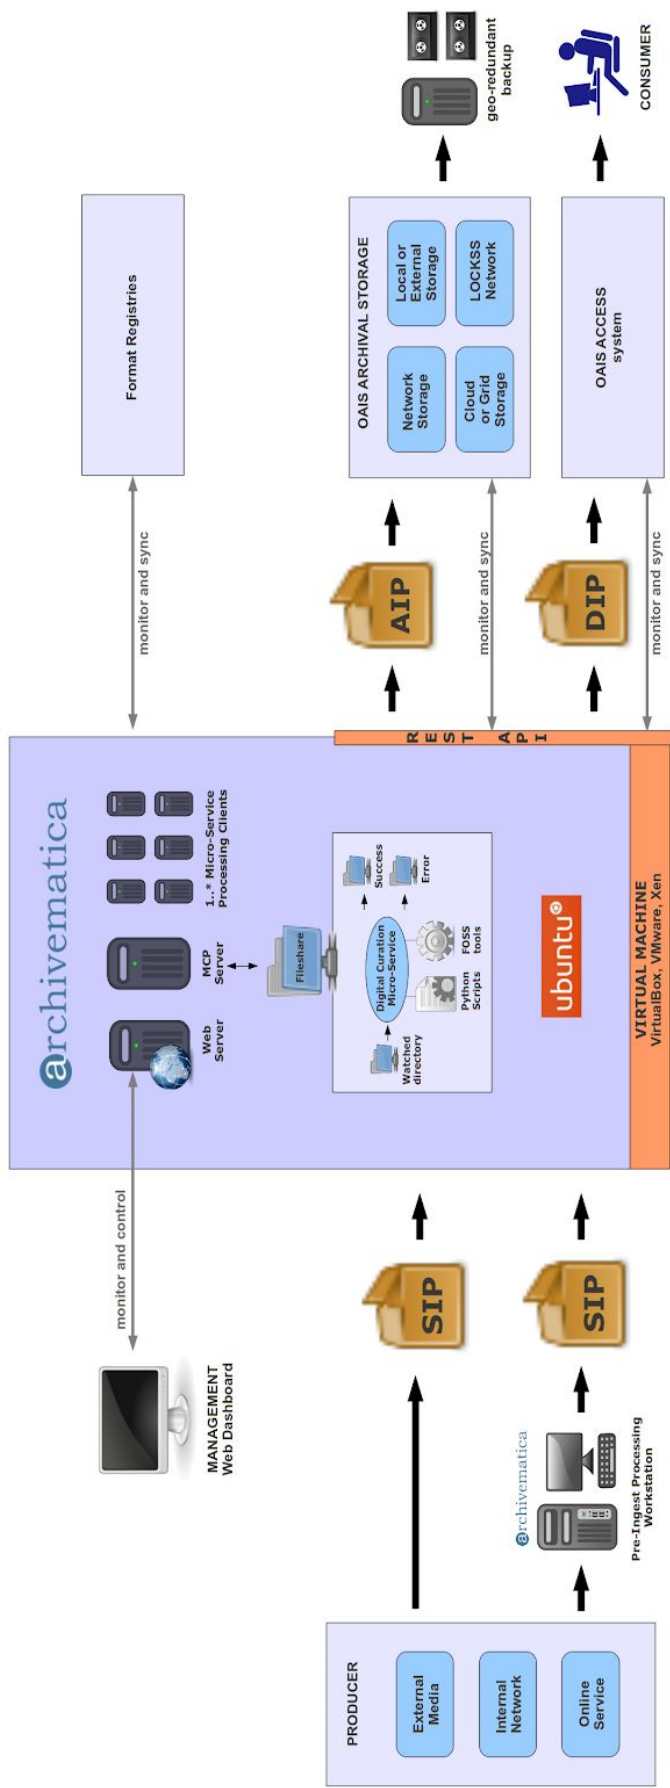 PRODUCER
External
Media
Internal
Network
Online
Service
MANAGEMENT
Web Dashboard
monitor and control
archivematica
Pre-Ingest Processing
Workstation
SIP
SIP
archivematica
Web
Server
MCP
Server
1..* Micro-Service
Processing Clients
Fileshare
Watched
directory
Digital Curation
Micro-Service
Python
Scripts
FOSS
tools
Success
Error
ubuntu
VIRTUAL MACHINE
VirtualBox, VMware, Xen
REST API
monitor and sync
Format Registries
AIP
monitor and sync
DIP
monitor and sync
OAIS ARCHIVAL STORAGE
Network
Storage
Local or
External
Storage
Cloud
or Grid
Storage
LOCKSS
Network
OAIS ACCESS
system
geo-redundant
backup
CONSUMER